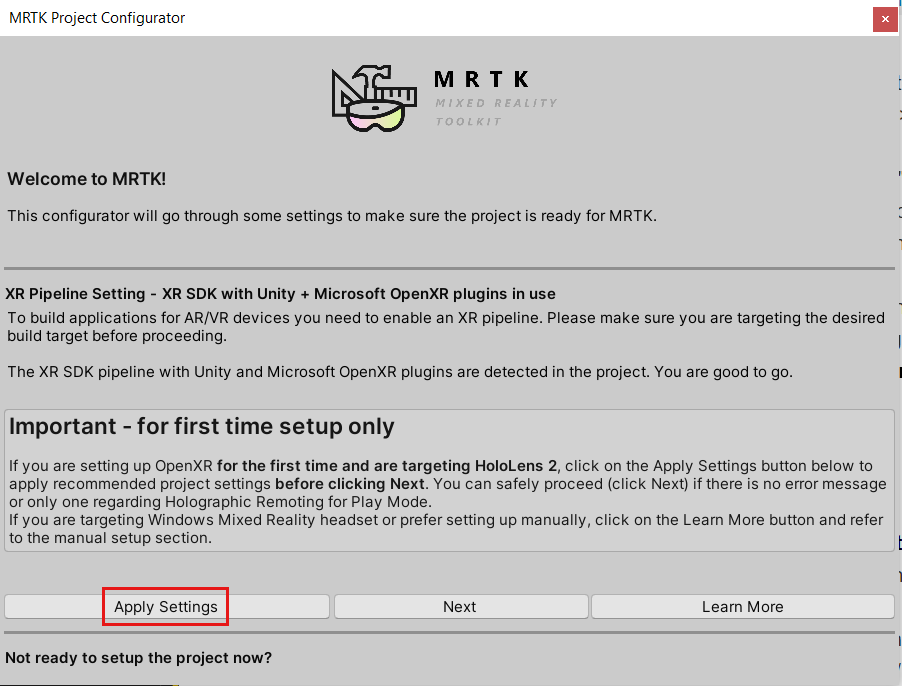 MRTK Project Configurator
MRTK
MIXED REALITY
TOOLKIT
Welcome to MRTK!
This configurator will go through some settings to make sure the project is ready for MRTK.
XR Pipeline Setting - XR SDK with Unity + Microsoft OpenXR plugins in use
To build applications for AR/VR devices you need to enable an XR pipeline. Please make sure you are targeting the desired
build target before proceeding.
The XR SDK pipeline with Unity and Microsoft OpenXR plugins are detected in the project. You are good to go.
Important - for first time setup only
If you are setting up OpenXR for the first time and are targeting HoloLens 2, click on the Apply Settings button below to
apply recommended project settings before clicking Next. You can safely proceed (click Next) if there is no error message
or only one regarding Holographic Remoting for Play Mode.
If you are targeting Windows Mixed Reality headset or prefer setting up manually, click on the Learn More button and refer
to the manual setup section.
Apply Settings
Next
Learn More
Not ready to setup the project now?